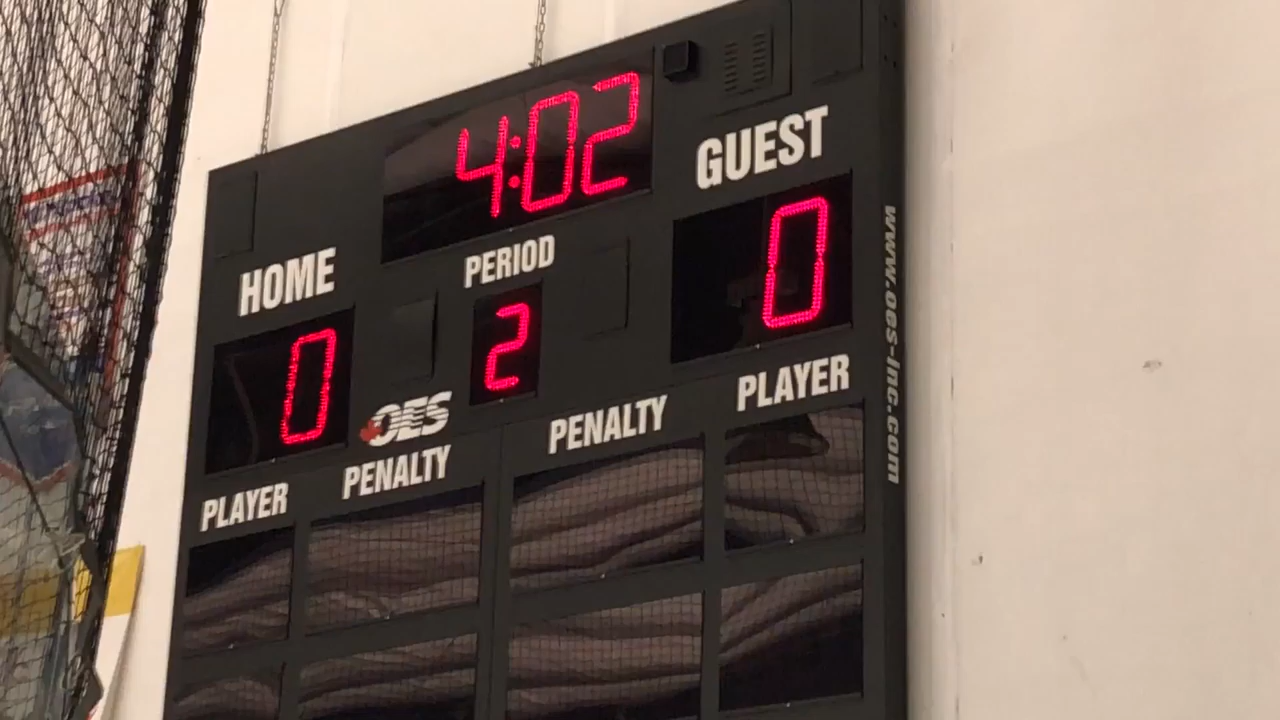 4:02
GUEST
HOME
PERIOD
0
2
0
OES
PLAYER
PENALTY
PENALTY
PLAYER
www.oes-inc.com